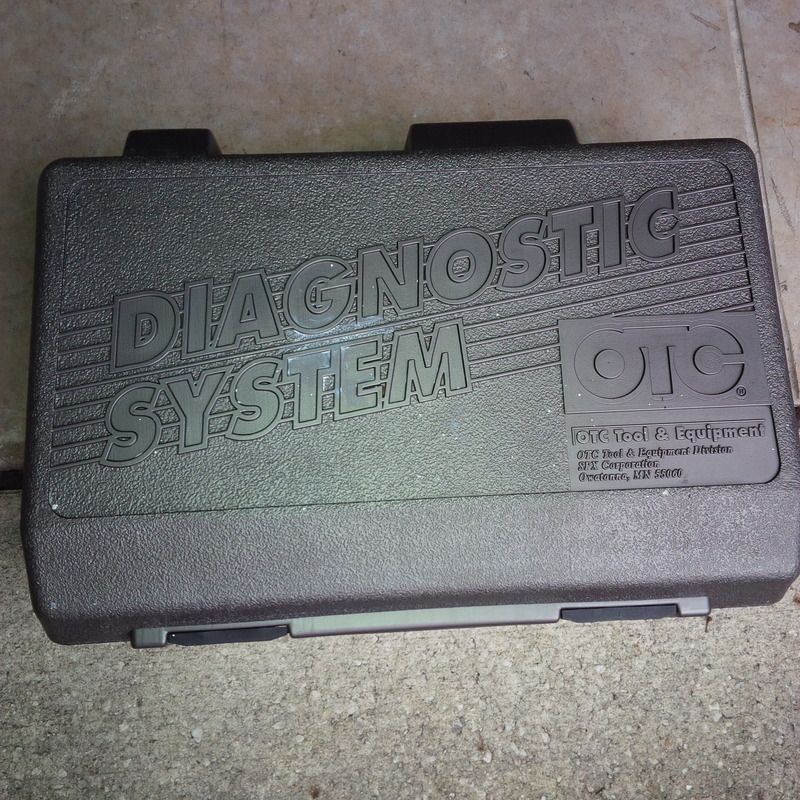 DIAGNOSTIC
SYSTEM
OTC®
OTC Tool & Equipment
OTC Tool & Equipment Division
SPX Corporation
Owatonna, MN 55060